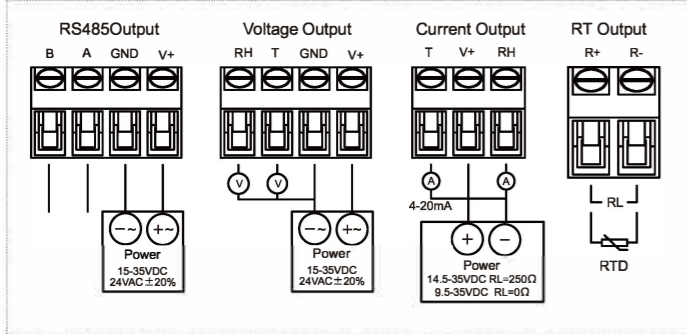 RS485Output Voltage Output Current Output RT Output
B A GND V+ RH T GND V+ T V+ RH R+ R-
V V A A
4-20mA RL
−~ +~ −~ +~ + −
Power Power Power RTD
15-35VDC 15-35VDC 14.5-35VDC RL=250Ω
24VAC±20% 24VAC±20% 9.5-35VDC RL=0Ω